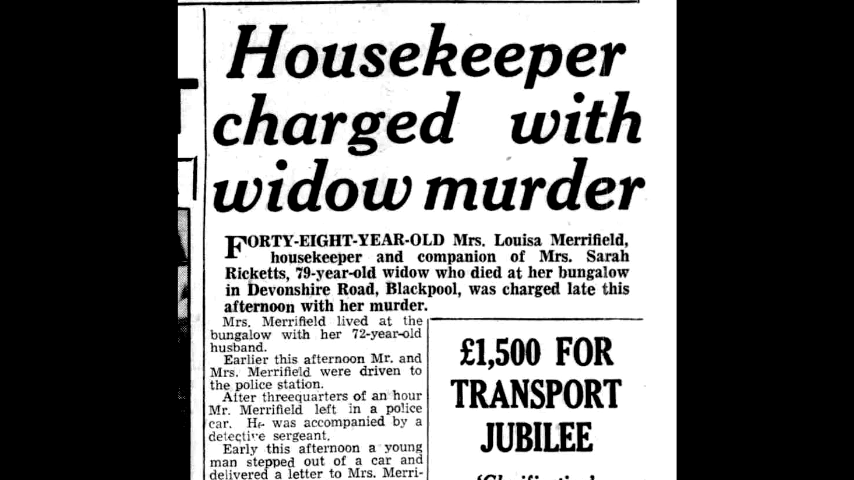 Housekeeper
charged with
widow murder
FORTY-EIGHT-YEAR-OLD Mrs. Louisa Merrifield,
housekeeper and companion of Mrs. Sarah
Ricketts, 79-year-old widow who died at her bungalow
in Devonshire Road, Blackpool, was charged late this
afternoon with her murder.
Mrs. Merrifield lived at the
bungalow with her 72-year-old
husband.
Earlier this afternoon Mr. and
Mrs. Merrifield were driven to
the police station.
After threequarters of an hour
Mr. Merrifield left in a police
car. He was accompanied by a
detective sergeant.
Early this afternoon a young
man stepped out of a car and
delivered a letter to Mrs. Merri-
£1,500 FOR
TRANSPORT
JUBILEE